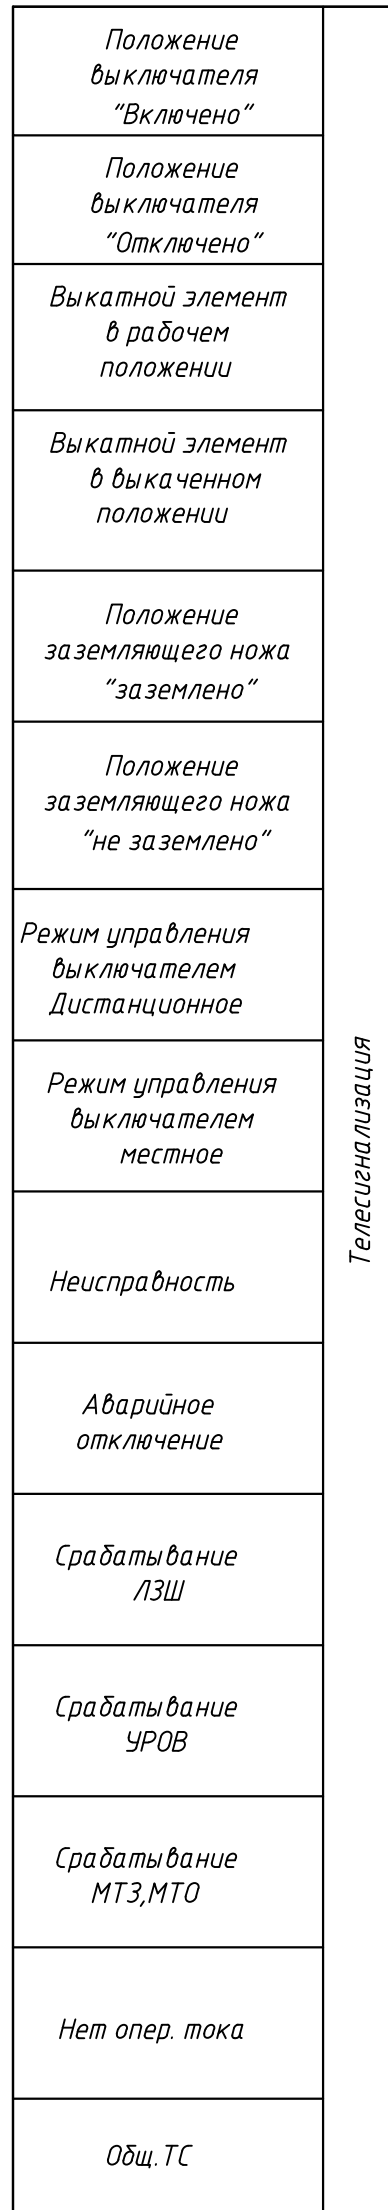 Положение
выключателя
"Включено"
Положение
выключателя
"Отключено"
Выкатной элемент
в рабочем
положении
Выкатной элемент
в выкаченном
положении
Положение
заземляющего ножа
"заземлено"
Положение
заземляющего ножа
"не заземлено"
Режим управления
выключателем
Дистанционное
Режим управления
выключателем
местное
Неисправность
Аварийное
отключение
Срабатывание
ЛЗШ
Срабатывание
УРОВ
Срабатывание
МТЗ,МТО
Нет опер. тока
Общ.ТС
Телесигнализация